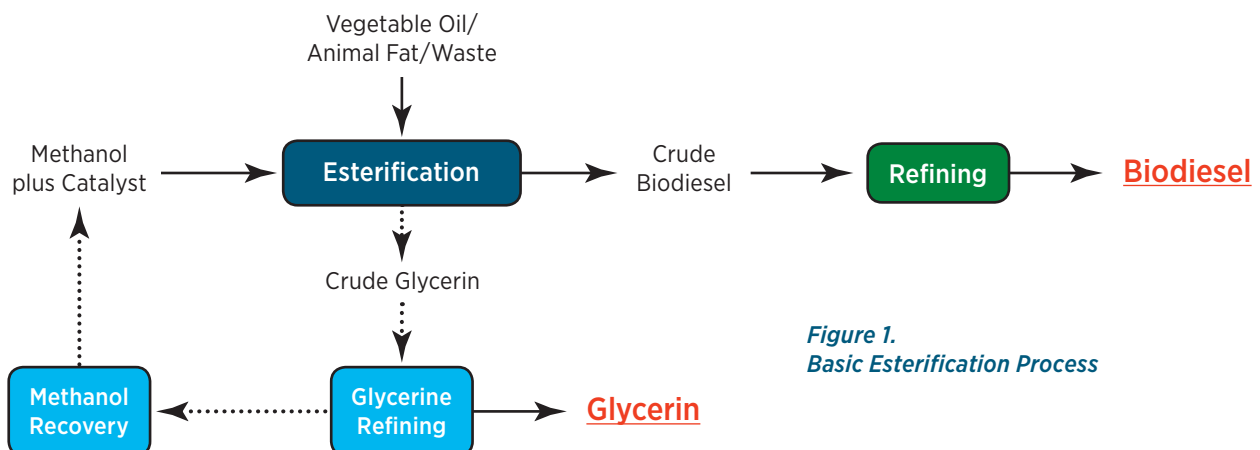 Vegetable Oil/
Animal Fat/Waste
Methanol
plus Catalyst
Esterification
Crude
Biodiesel
Refining
Biodiesel
Crude Glycerin
Figure 1.
Basic Esterification Process
Methanol
Recovery
Glycerine
Refining
Glycerin